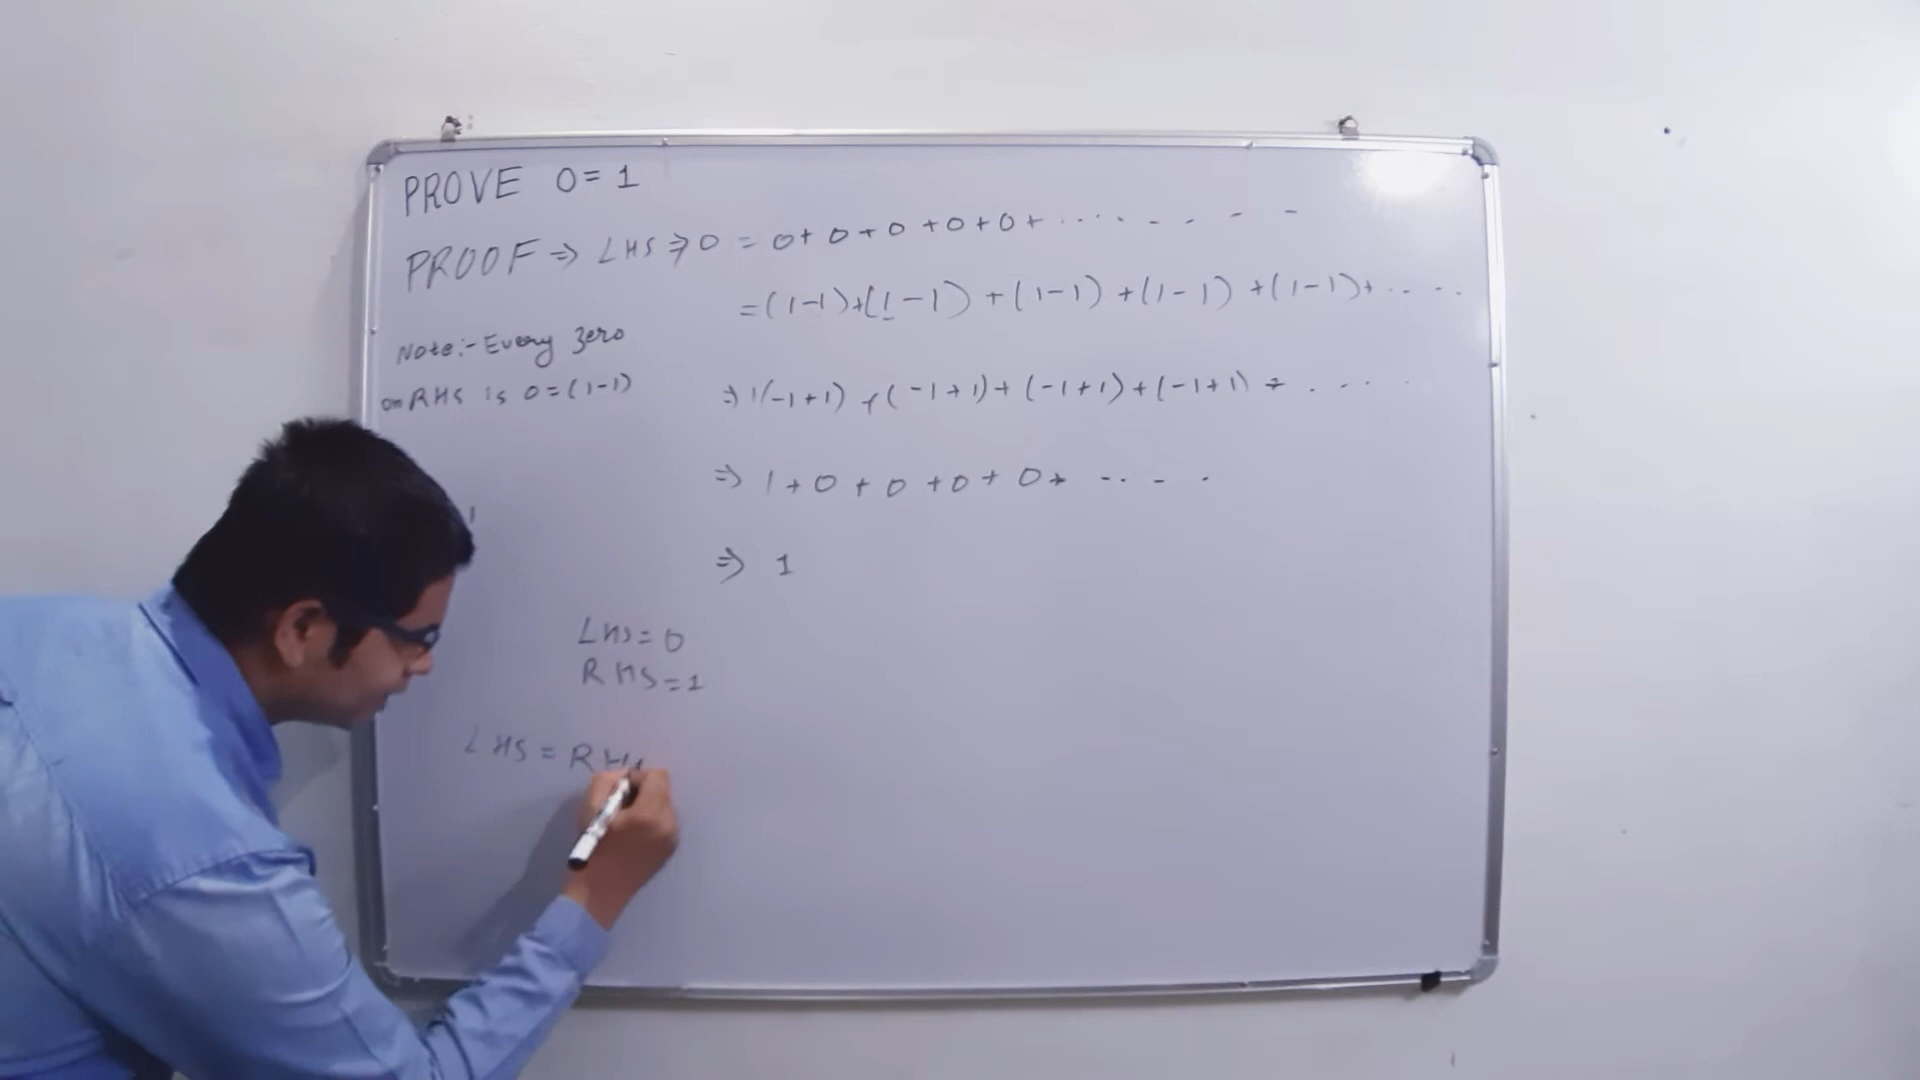 PROVE 0=1
PROOF ⇒ LHS ⇒ 0 = 0+0+0+0+0+.........
=(1-1)+(1-1)+(1-1)+(1-1)+(1-1)+....
Note:- Every zero
on RHS is 0=(1-1)
⇒ 1(-1+1)+(-1+1)+(-1+1)+(-1+1)+....
⇒ 1+0+0+0+0+....
⇒ 1
LHS=0
RHS=1
LHS = RHS